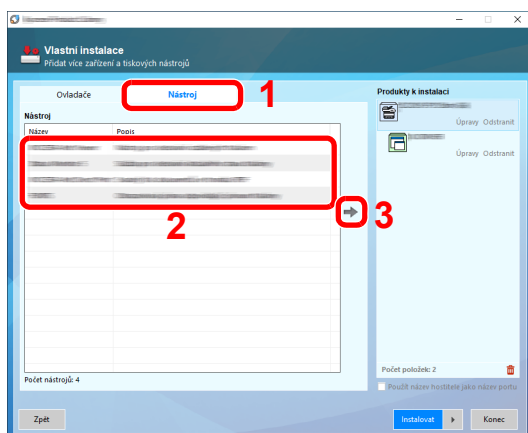 Vlastní instalace
Přidat více zařízení a tiskových nástrojů
Ovladače
Nástroj
1
Nástroj
Název
Popis
2
Počet nástrojů: 4
3
Produkty k instalaci
Úpravy Odstranit
Úpravy Odstranit
Počet položek: 2
Použít název hostitele jako název portu
Zpět
Instalovat
Konec